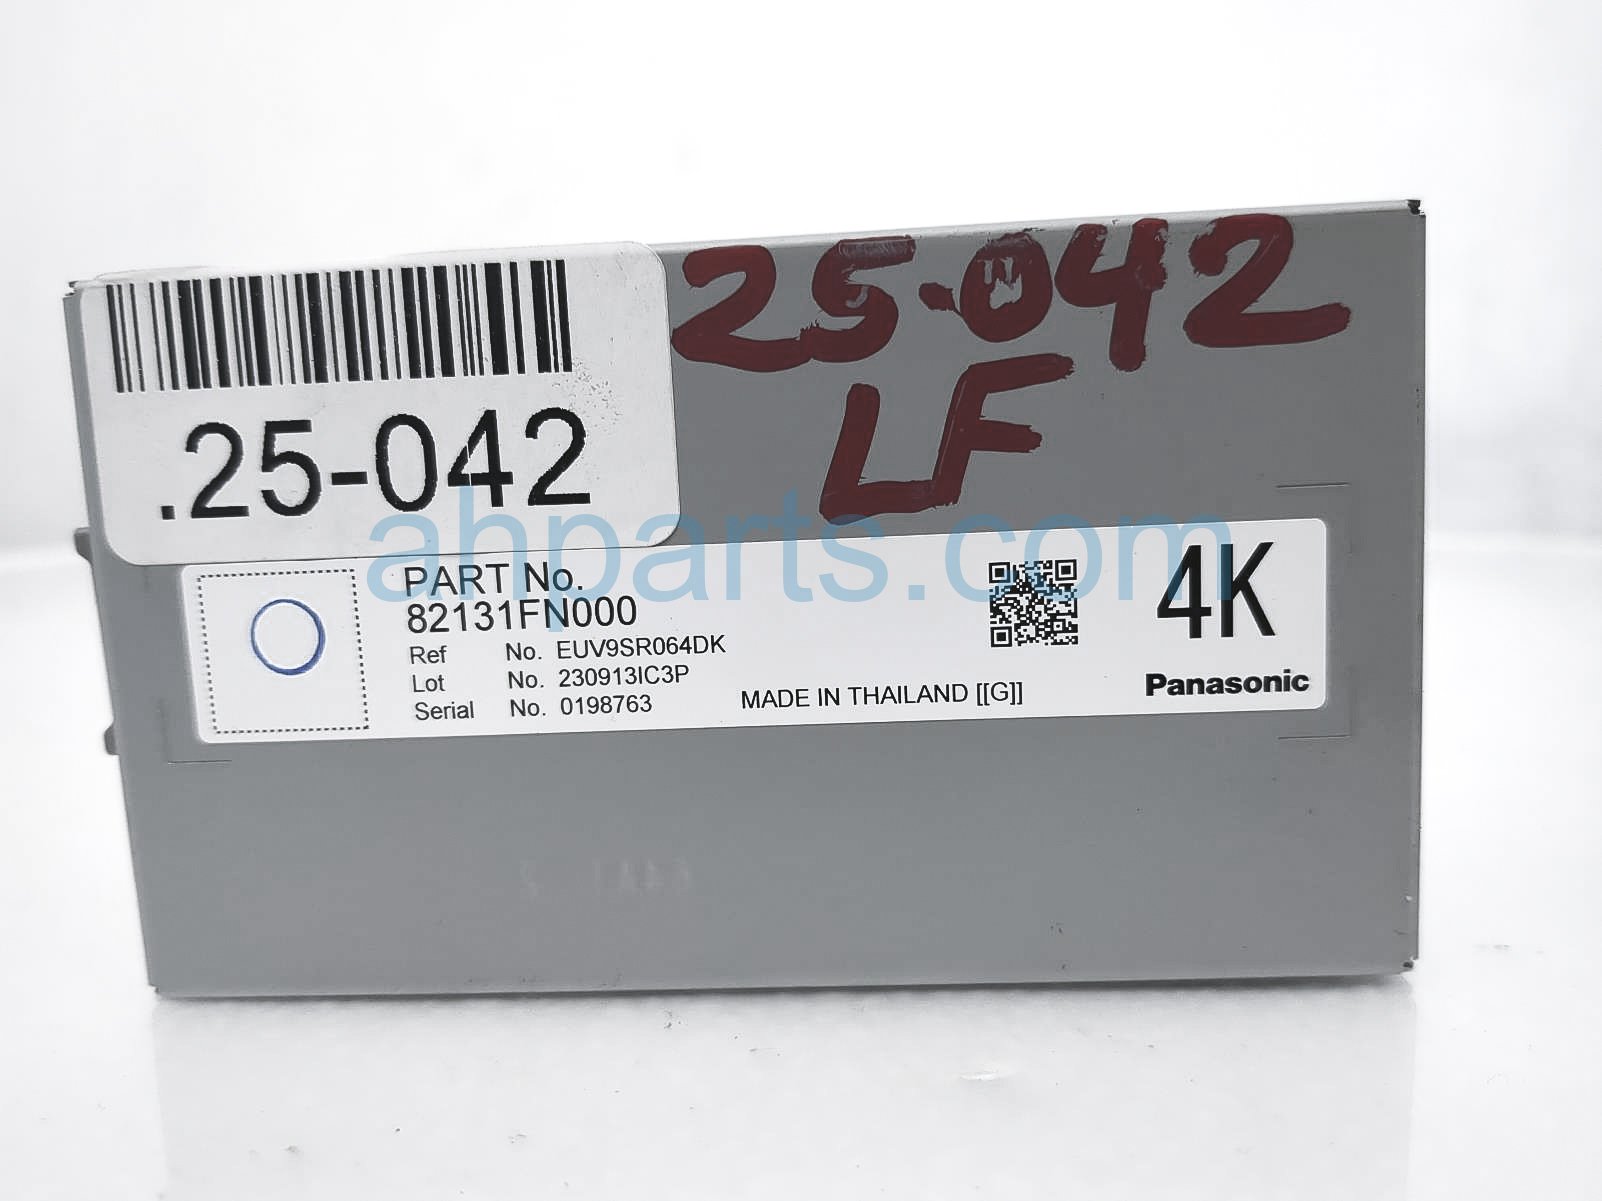 25-042
LF
.25-042
ahparts.com
PART No.
82131FN000
Ref No. EUV9SR064DK
Lot No. 230913IC3P
Serial No. 0198763
MADE IN THAILAND [[G]]
4K
Panasonic